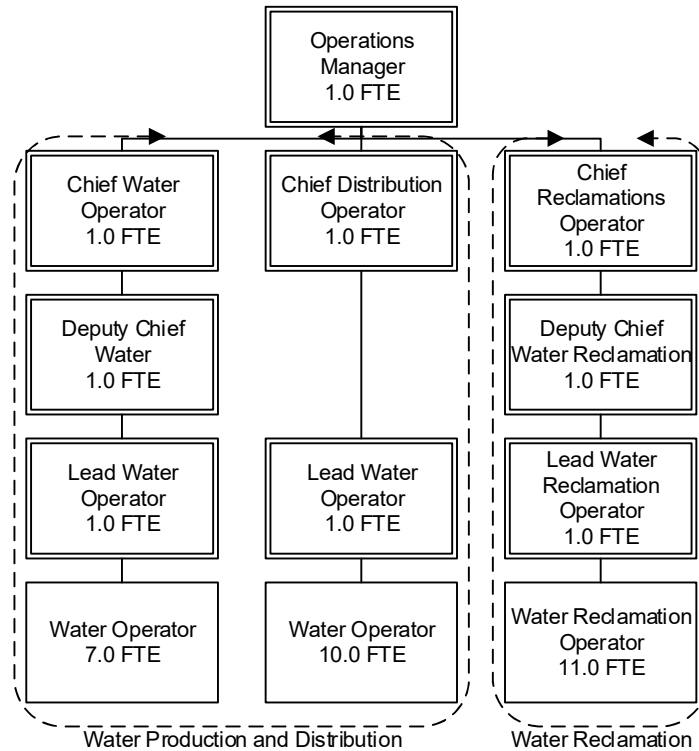 Operations
Manager
1.0 FTE
Chief Water
Operator
1.0 FTE
Chief Distribution
Operator
1.0 FTE
Chief
Reclamations
Operator
1.0 FTE
Deputy Chief
Water
1.0 FTE
Deputy Chief
Water Reclamation
1.0 FTE
Lead Water
Operator
1.0 FTE
Lead Water
Operator
1.0 FTE
Lead Water
Reclamation
Operator
1.0 FTE
Water Operator
7.0 FTE
Water Operator
10.0 FTE
Water Reclamation
Operator
11.0 FTE
Water Production and Distribution
Water Reclamation